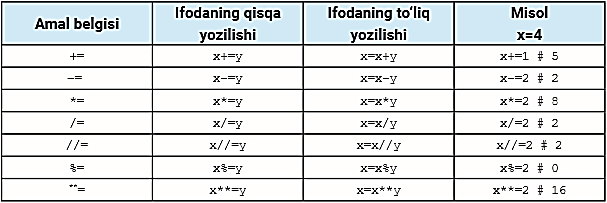 Amal belgisi | Ifodaning qisqa yozilishi | Ifodaning to‘liq yozilishi | Misol x=4
+= | x+=y | x=x+y | x+=1 # 5
-= | x-=y | x=x-y | x-=2 # 2
*= | x*=y | x=x*y | x*=2 # 8
/= | x/=y | x=x/y | x/=2 # 2
//= | x//=y | x=x//y | x//=2 # 2
%= | x%=y | x=x%y | x%=2 # 0
**= | x**=y | x=x**y | x**=2 # 16